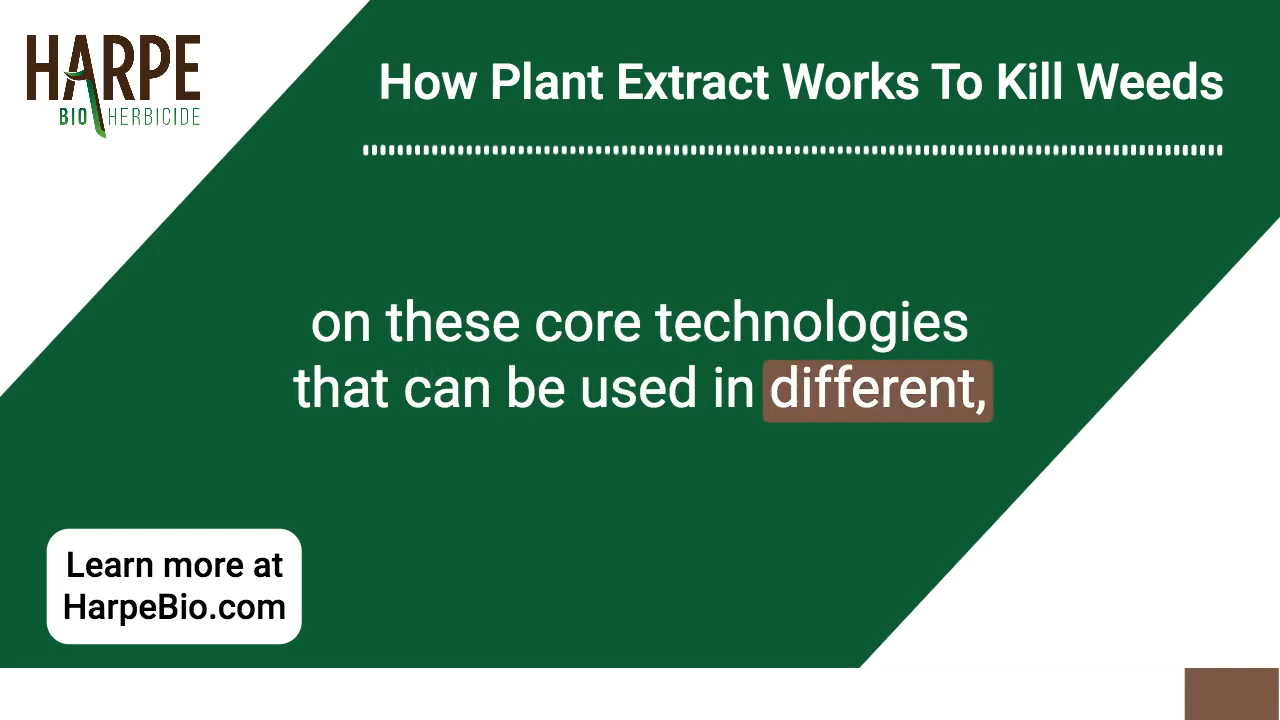 HARPE
BIO HERBICIDE
How Plant Extract Works To Kill Weeds
on these core technologies
that can be used in different,
Learn more at
HarpeBio.com